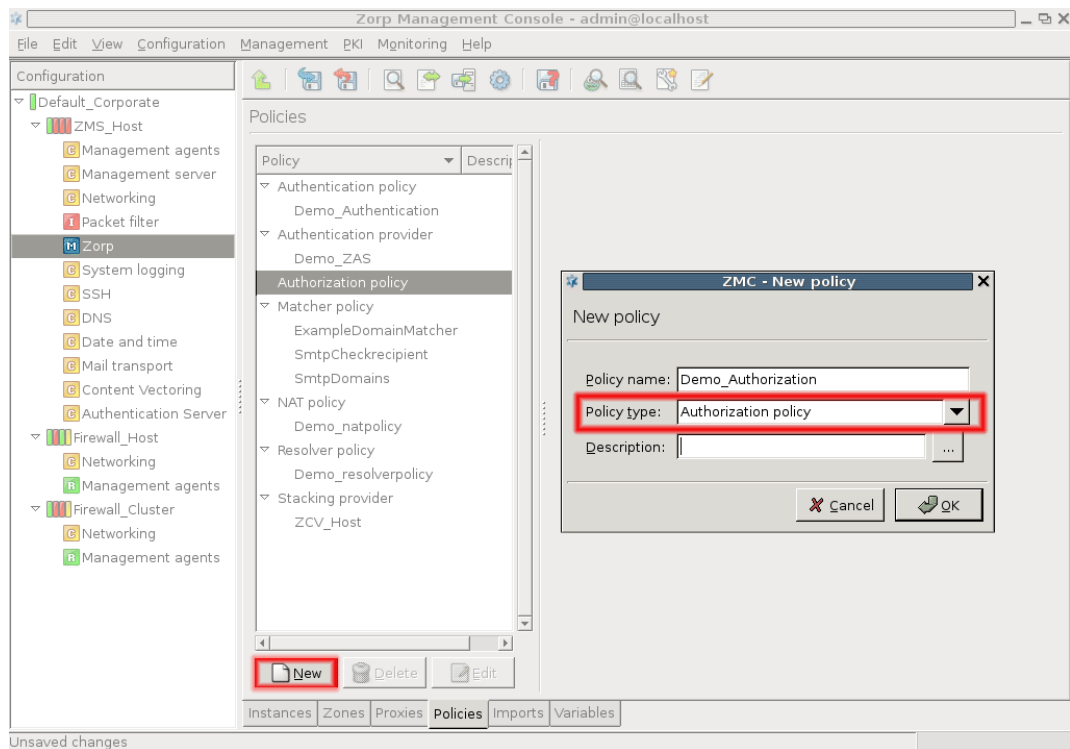 Zorp Management Console - admin@localhost
File Edit View Configuration Management PKI Monitoring Help
Configuration
Default_Corporate
ZMS_Host
Management agents
Management server
Networking
Packet filter
Zorp
System logging
SSH
DNS
Date and time
Mail transport
Content Vectoring
Authentication Server
Firewall_Host
Networking
Management agents
Firewall_Cluster
Networking
Management agents
Policies
Policy Descrip
Authentication policy
Demo_Authentication
Authentication provider
Demo_ZAS
Authorization policy
Matcher policy
ExampleDomainMatcher
SmtpCheckrecipient
SmtpDomains
NAT policy
Demo_natpolicy
Resolver policy
Demo_resolverpolicy
Stacking provider
ZCV_Host
New Delete Edit
Instances Zones Proxies Policies Imports Variables
ZMC - New policy
New policy
Policy name: Demo_Authorization
Policy type: Authorization policy
Description: ...
Cancel OK
Unsaved changes